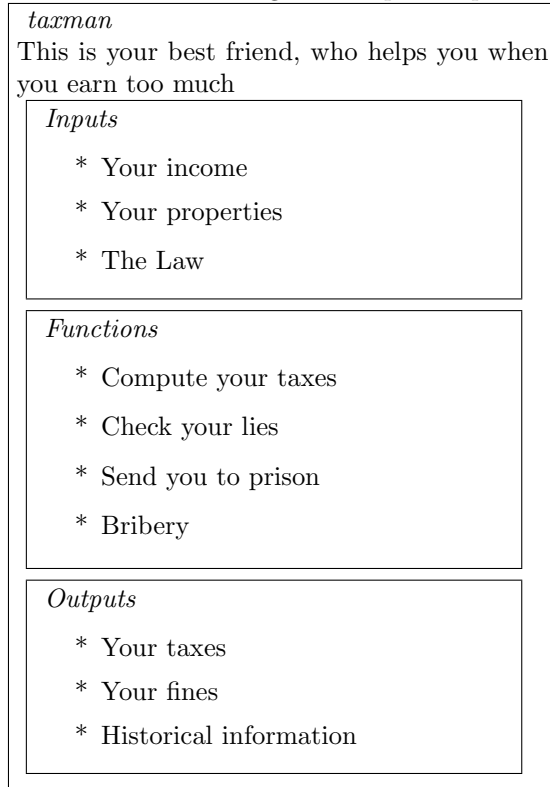 taxman
This is your best friend, who helps you when
you earn too much
Inputs
* Your income
* Your properties
* The Law
Functions
* Compute your taxes
* Check your lies
* Send you to prison
* Bribery
Outputs
* Your taxes
* Your fines
* Historical information